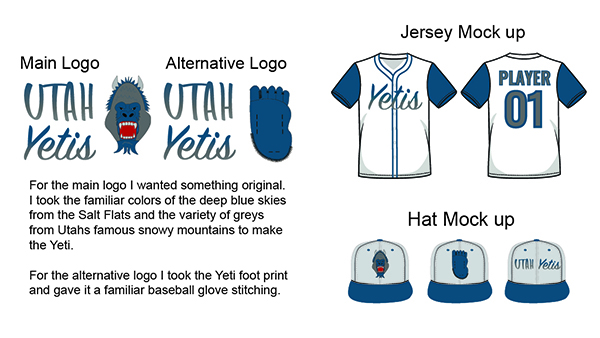 Main Logo
Alternative Logo
UTAH
Yetis
UTAH
Yetis
For the main logo I wanted something original.
I took the familiar colors of the deep blue skies
from the Salt Flats and the variety of greys
from Utahs famous snowy mountains to make
the Yeti.
For the alternative logo I took the Yeti foot print
and gave it a familiar baseball glove stitching.
Jersey Mock up
Yetis
PLAYER
01
Hat Mock up
UTAH Yetis